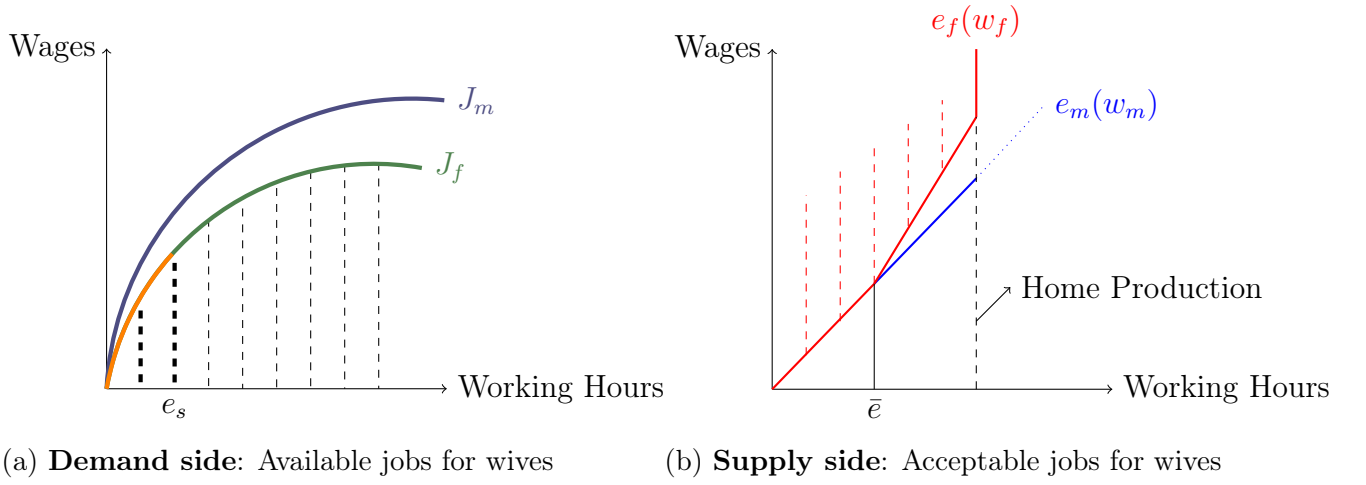 Wages
J_m
J_f
e_s
Working Hours
(a) Demand side: Available jobs for wives
e_f(w_f)
Wages
e_m(w_m)
Home Production
ē
Working Hours
(b) Supply side: Acceptable jobs for wives